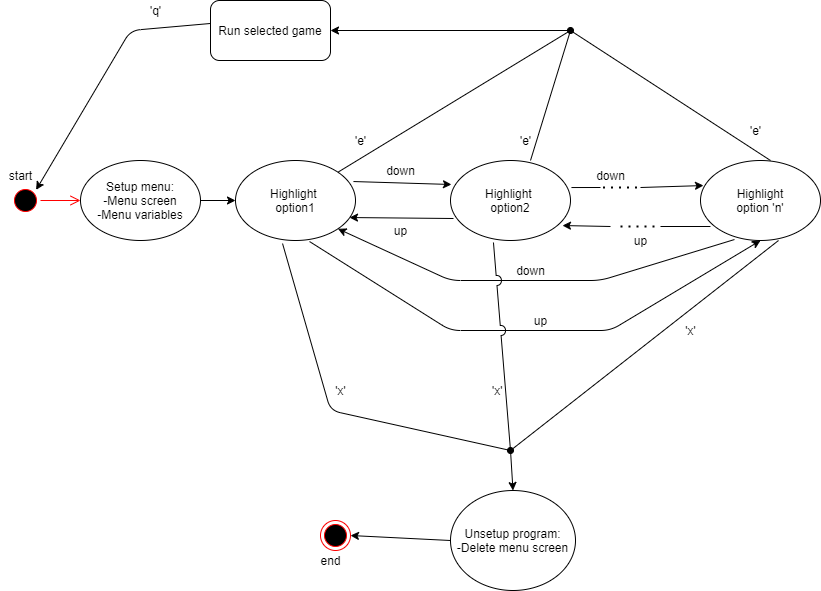 'q'
Run selected game
'e'
'e'
'e'
start
Setup menu:
-Menu screen
-Menu variables
Highlight
option1
down
up
Highlight
option2
down
up
Highlight
option 'n'
down
up
'x'
'x'
'x'
Unsetup program:
-Delete menu screen
end